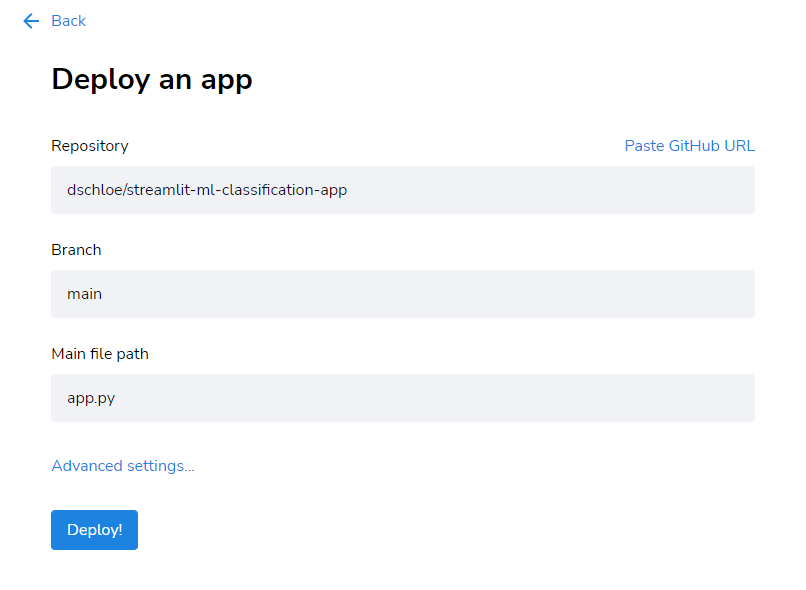 Back
Deploy an app
Repository
Paste GitHub URL
dschloe/streamlit-ml-classification-app
Branch
main
Main file path
app.py
Advanced settings...
Deploy!